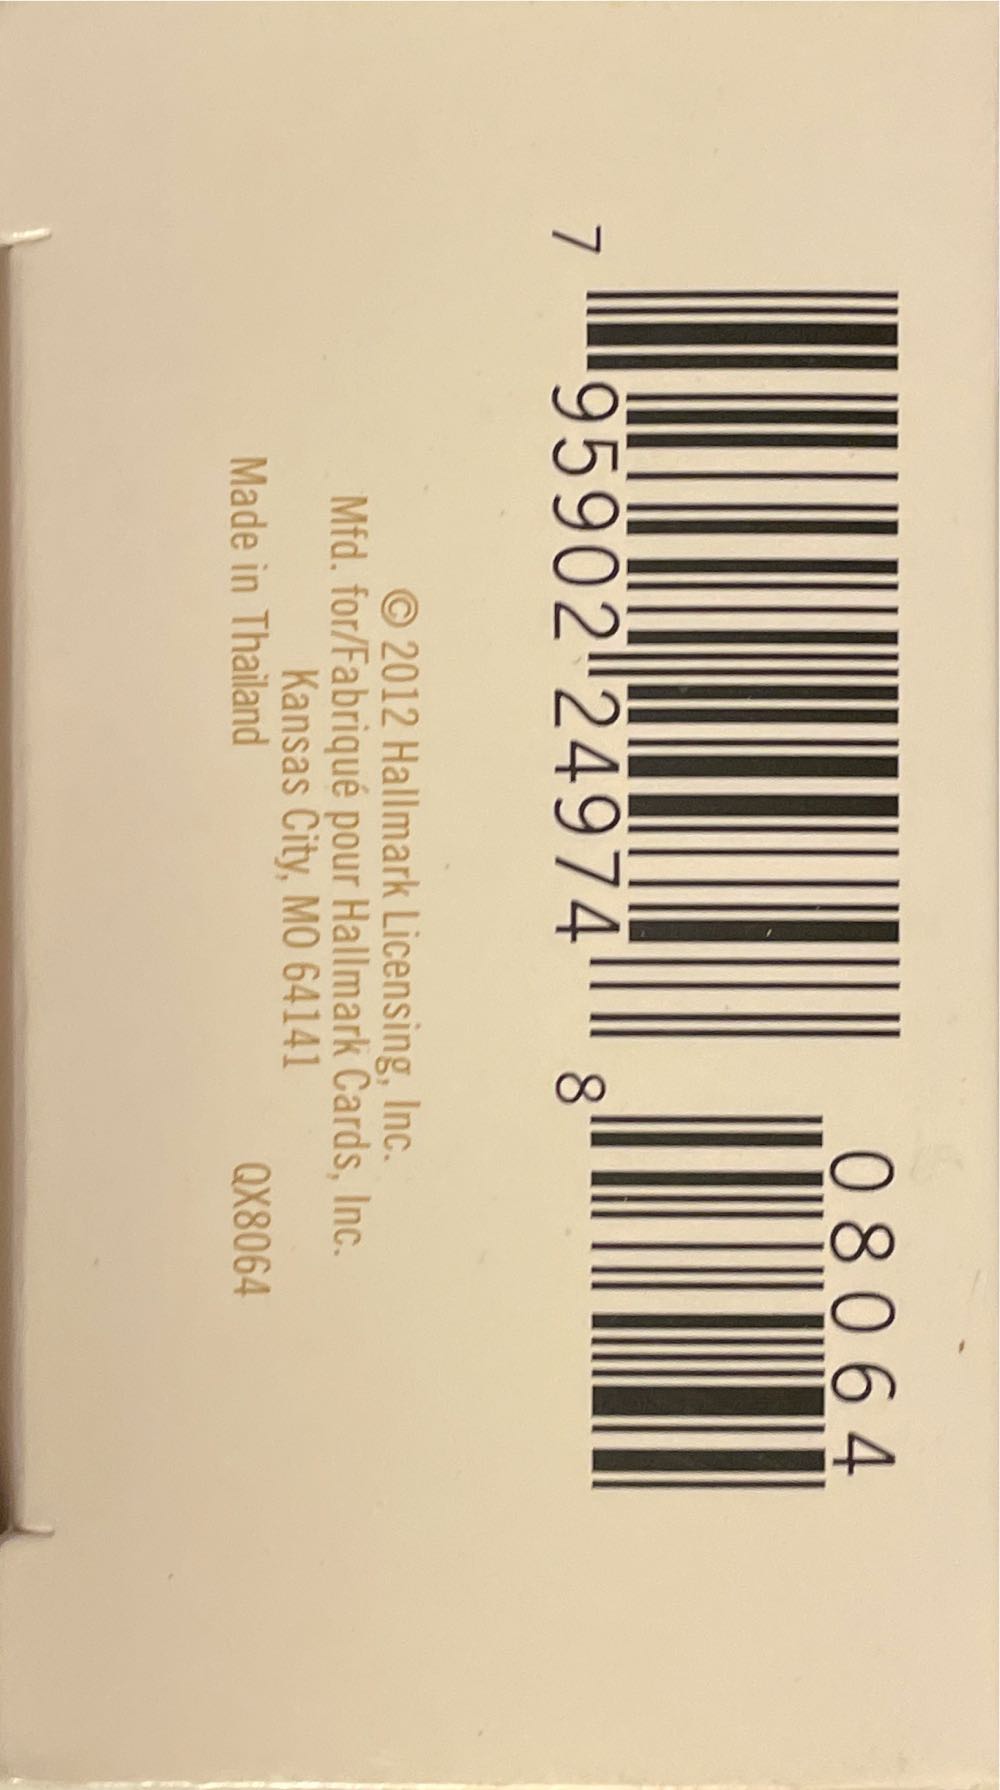 7 95902 24974 8 08064
© 2012 Hallmark Licensing, Inc.
Mfd. for/Fabriqué pour Hallmark Cards, Inc.
Kansas City, MO 64141
Made in Thailand QX8064